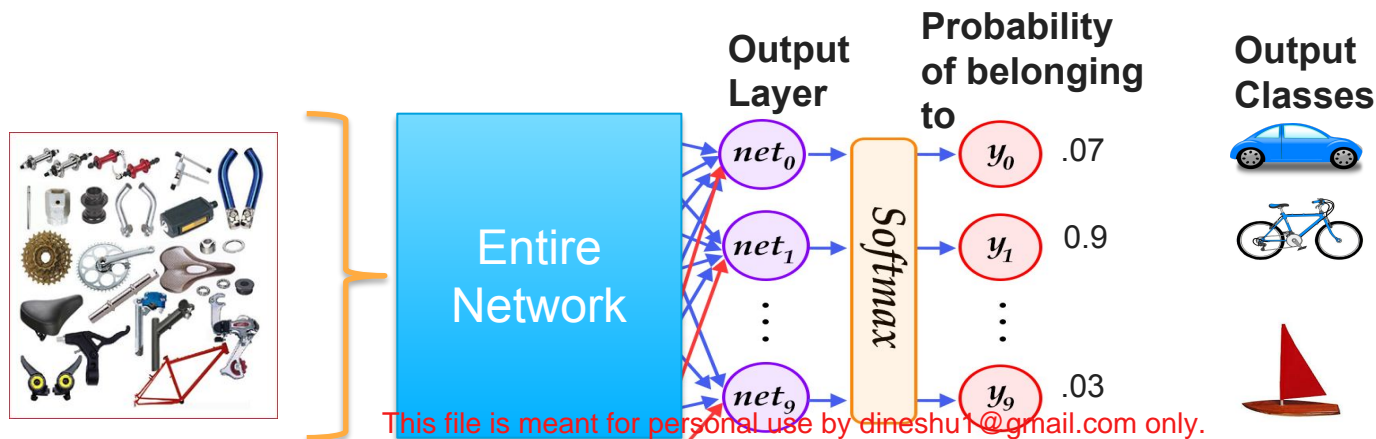 Output
Layer
Probability
of belonging
to
Output
Classes
Entire
Network
net₀
net₁
⋮
net₉
Softmax
y₀
.07
y₁
0.9
⋮
y₉
.03
This file is meant for personal use by dineshu1@gmail.com only.